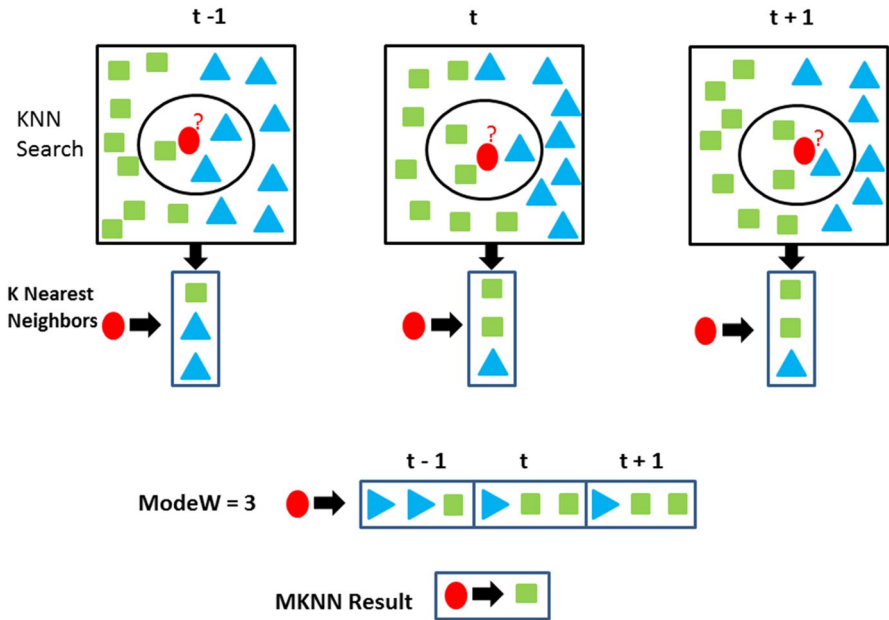 t -1 t t + 1
KNN
Search
?
?
?
K Nearest
Neighbors
t - 1 t t + 1
ModeW = 3
MKNN Result